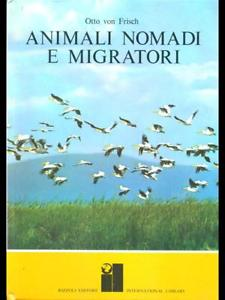 Otto von Frisch
ANIMALI NOMADI
E MIGRATORI
RIZZOLI EDITORE
INTERNATIONAL LIBRARY